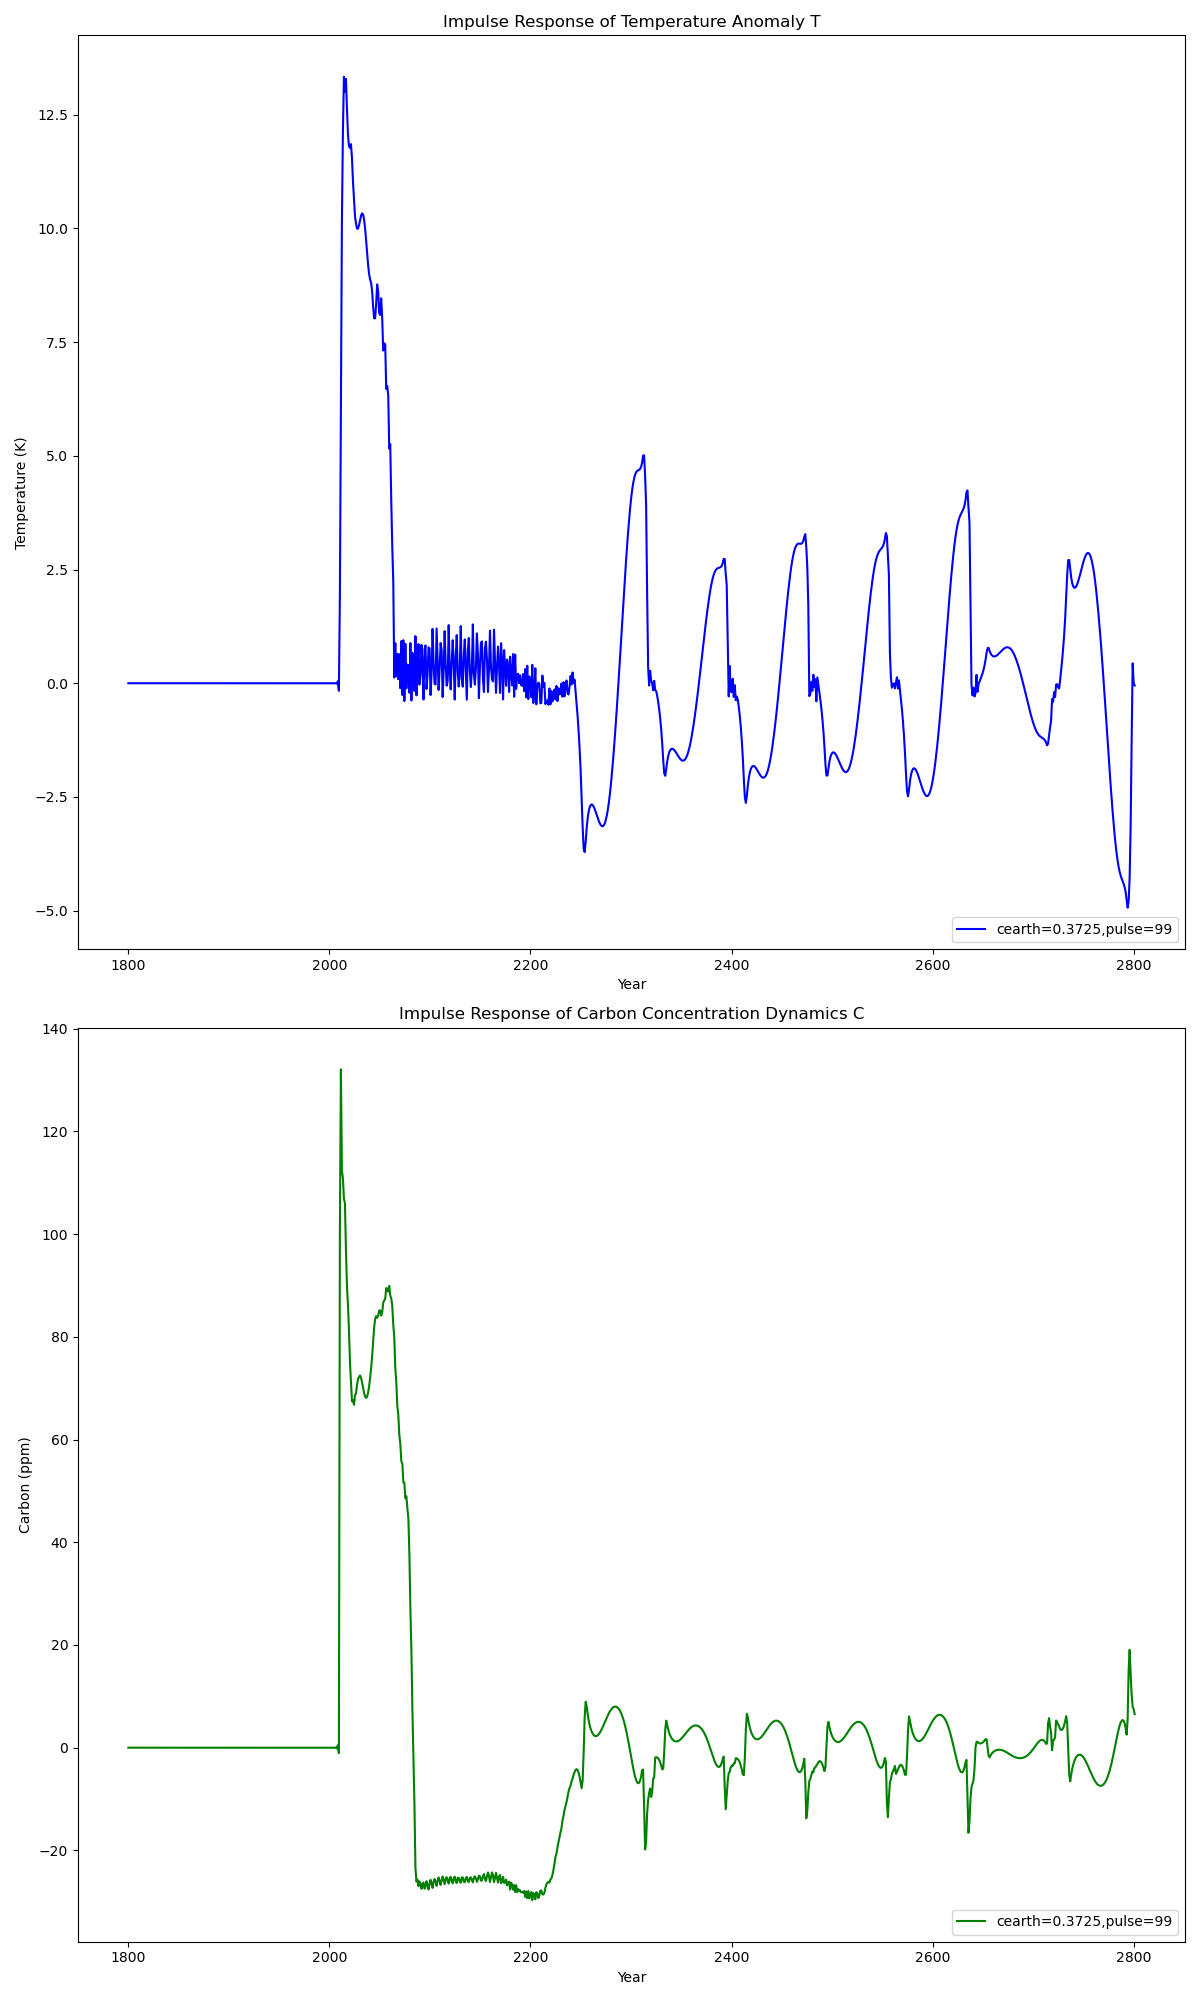 Impulse Response of Temperature Anomaly T
12.5
10.0
7.5
5.0
2.5
0.0
−2.5
−5.0
Temperature (K)
cearth=0.3725,pulse=99
1800 2000 2200 2400 2600 2800
Year
Impulse Response of Carbon Concentration Dynamics C
140
120
100
80
60
40
20
0
−20
Carbon (ppm)
cearth=0.3725,pulse=99
1800 2000 2200 2400 2600 2800
Year